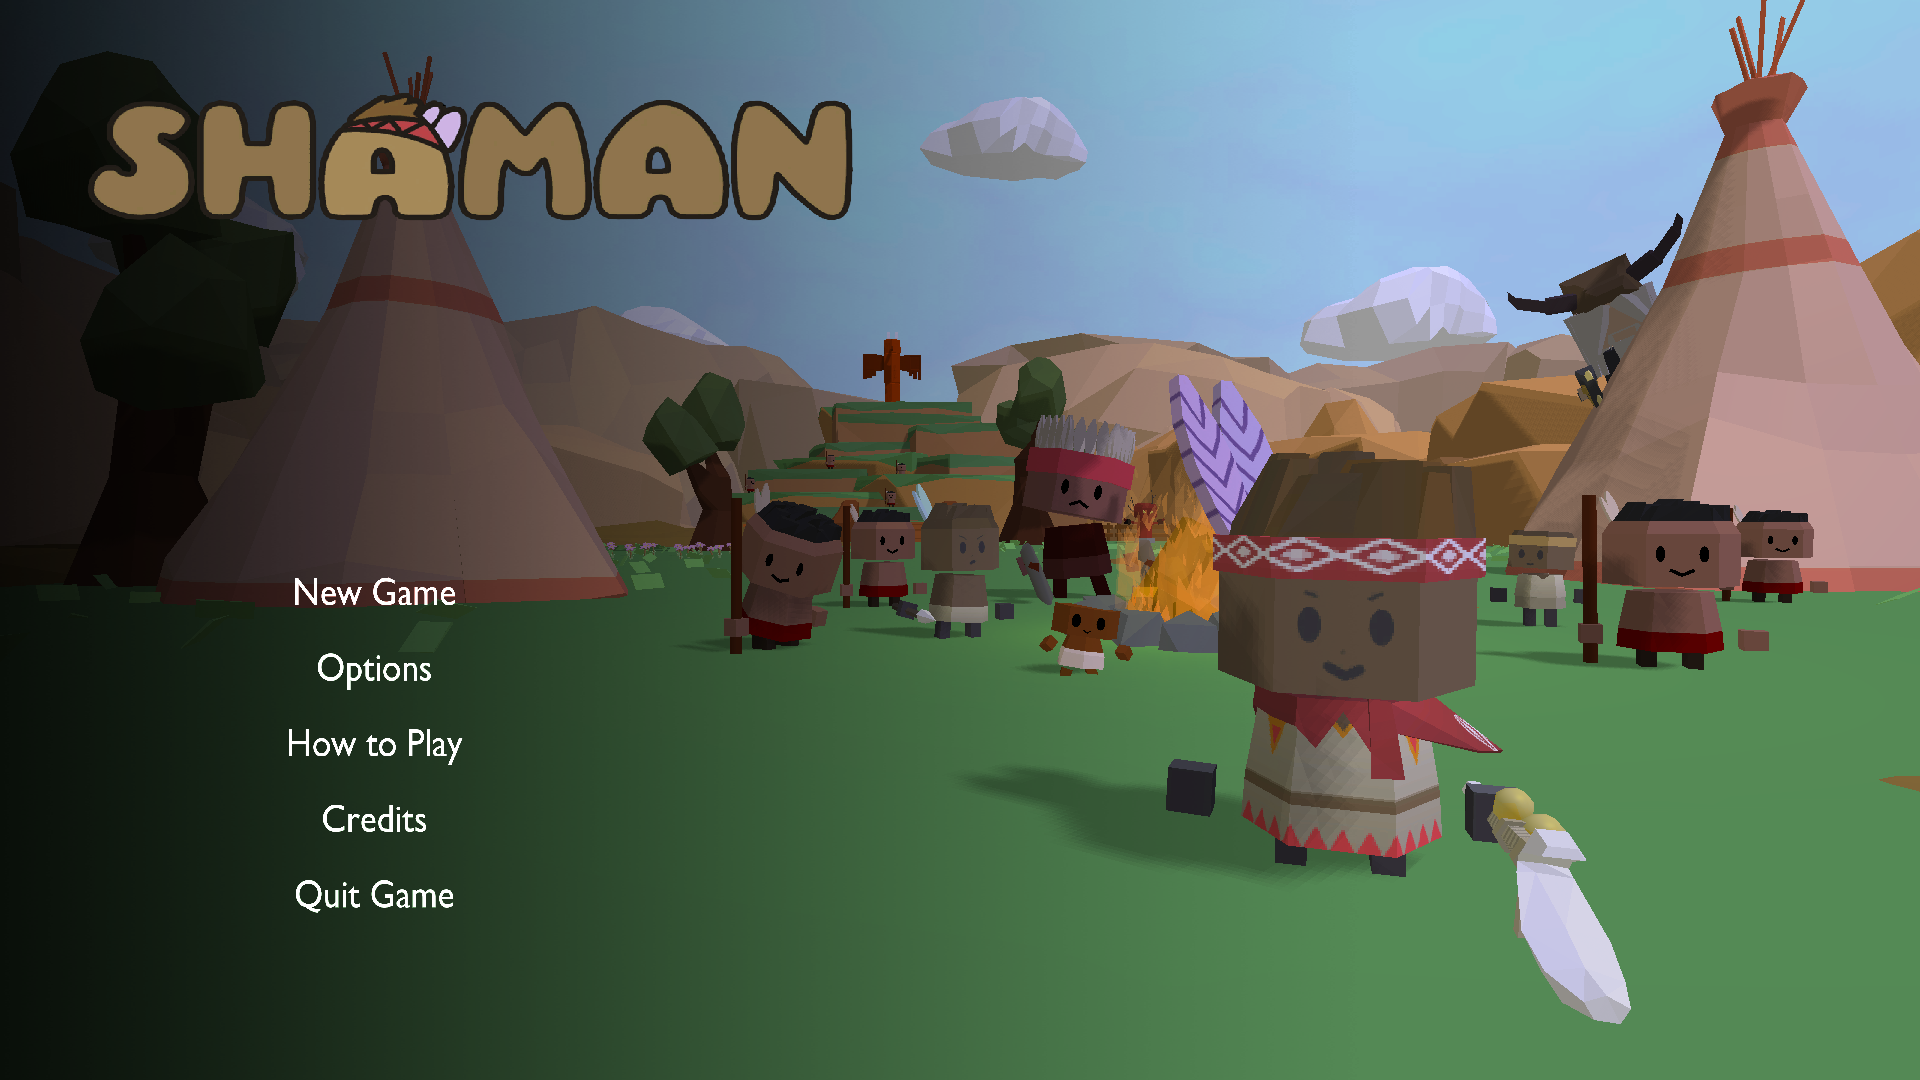 SHAMAN
New Game
Options
How to Play
Credits
Quit Game